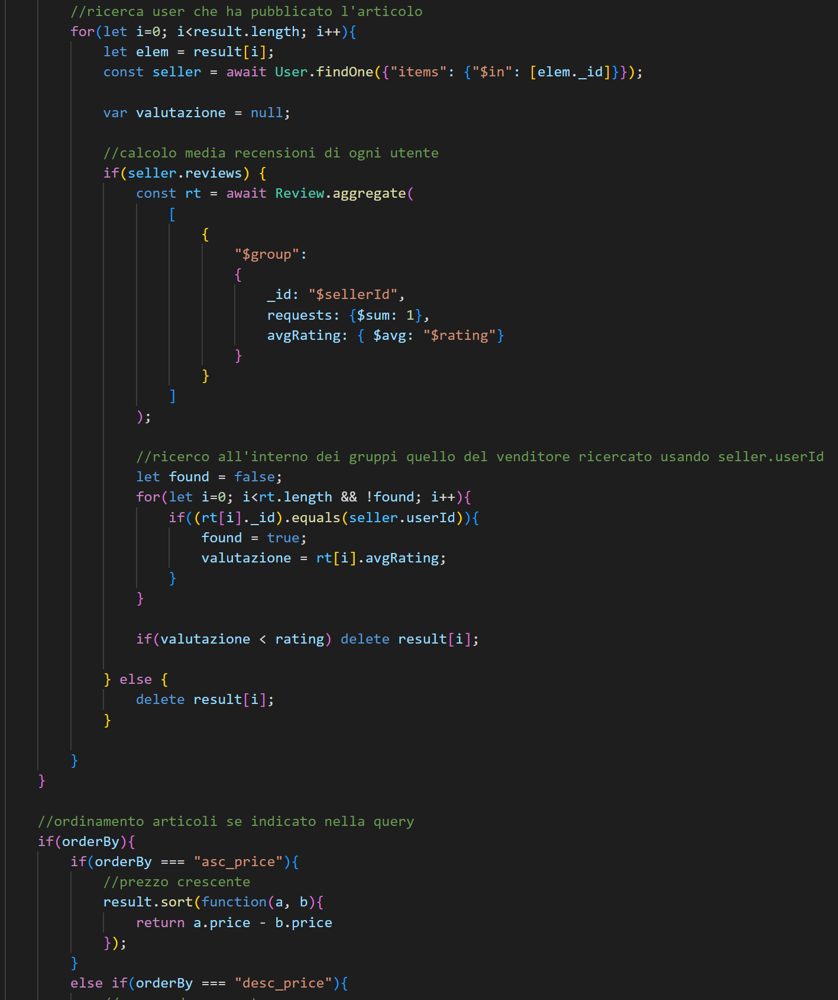 //ricerca user che ha pubblicato l'articolo
for(let i=0; i<result.length; i++){
let elem = result[i];
const seller = await User.findOne({"items": {"$in": [elem._id]}});
var valutazione = null;
//calcolo media recensioni di ogni utente
if(seller.reviews) {
const rt = await Review.aggregate(
[
{
"$group":
{
_id: "$sellerId",
requests: {$sum: 1},
avgRating: { $avg: "$rating"}
}
}
]
);
//ricerco all'interno dei gruppi quello del venditore ricercato usando seller.userId
let found = false;
for(let i=0; i<rt.length && !found; i++){
if((rt[i]._id).equals(seller.userId)){
found = true;
valutazione = rt[i].avgRating;
}
}
if(valutazione < rating) delete result[i];
} else {
delete result[i];
}
}
}
//ordinamento articoli se indicato nella query
if(orderBy){
if(orderBy === "asc_price"){
//prezzo crescente
result.sort(function(a, b){
return a.price - b.price
});
}
else if(orderBy === "desc_price"){